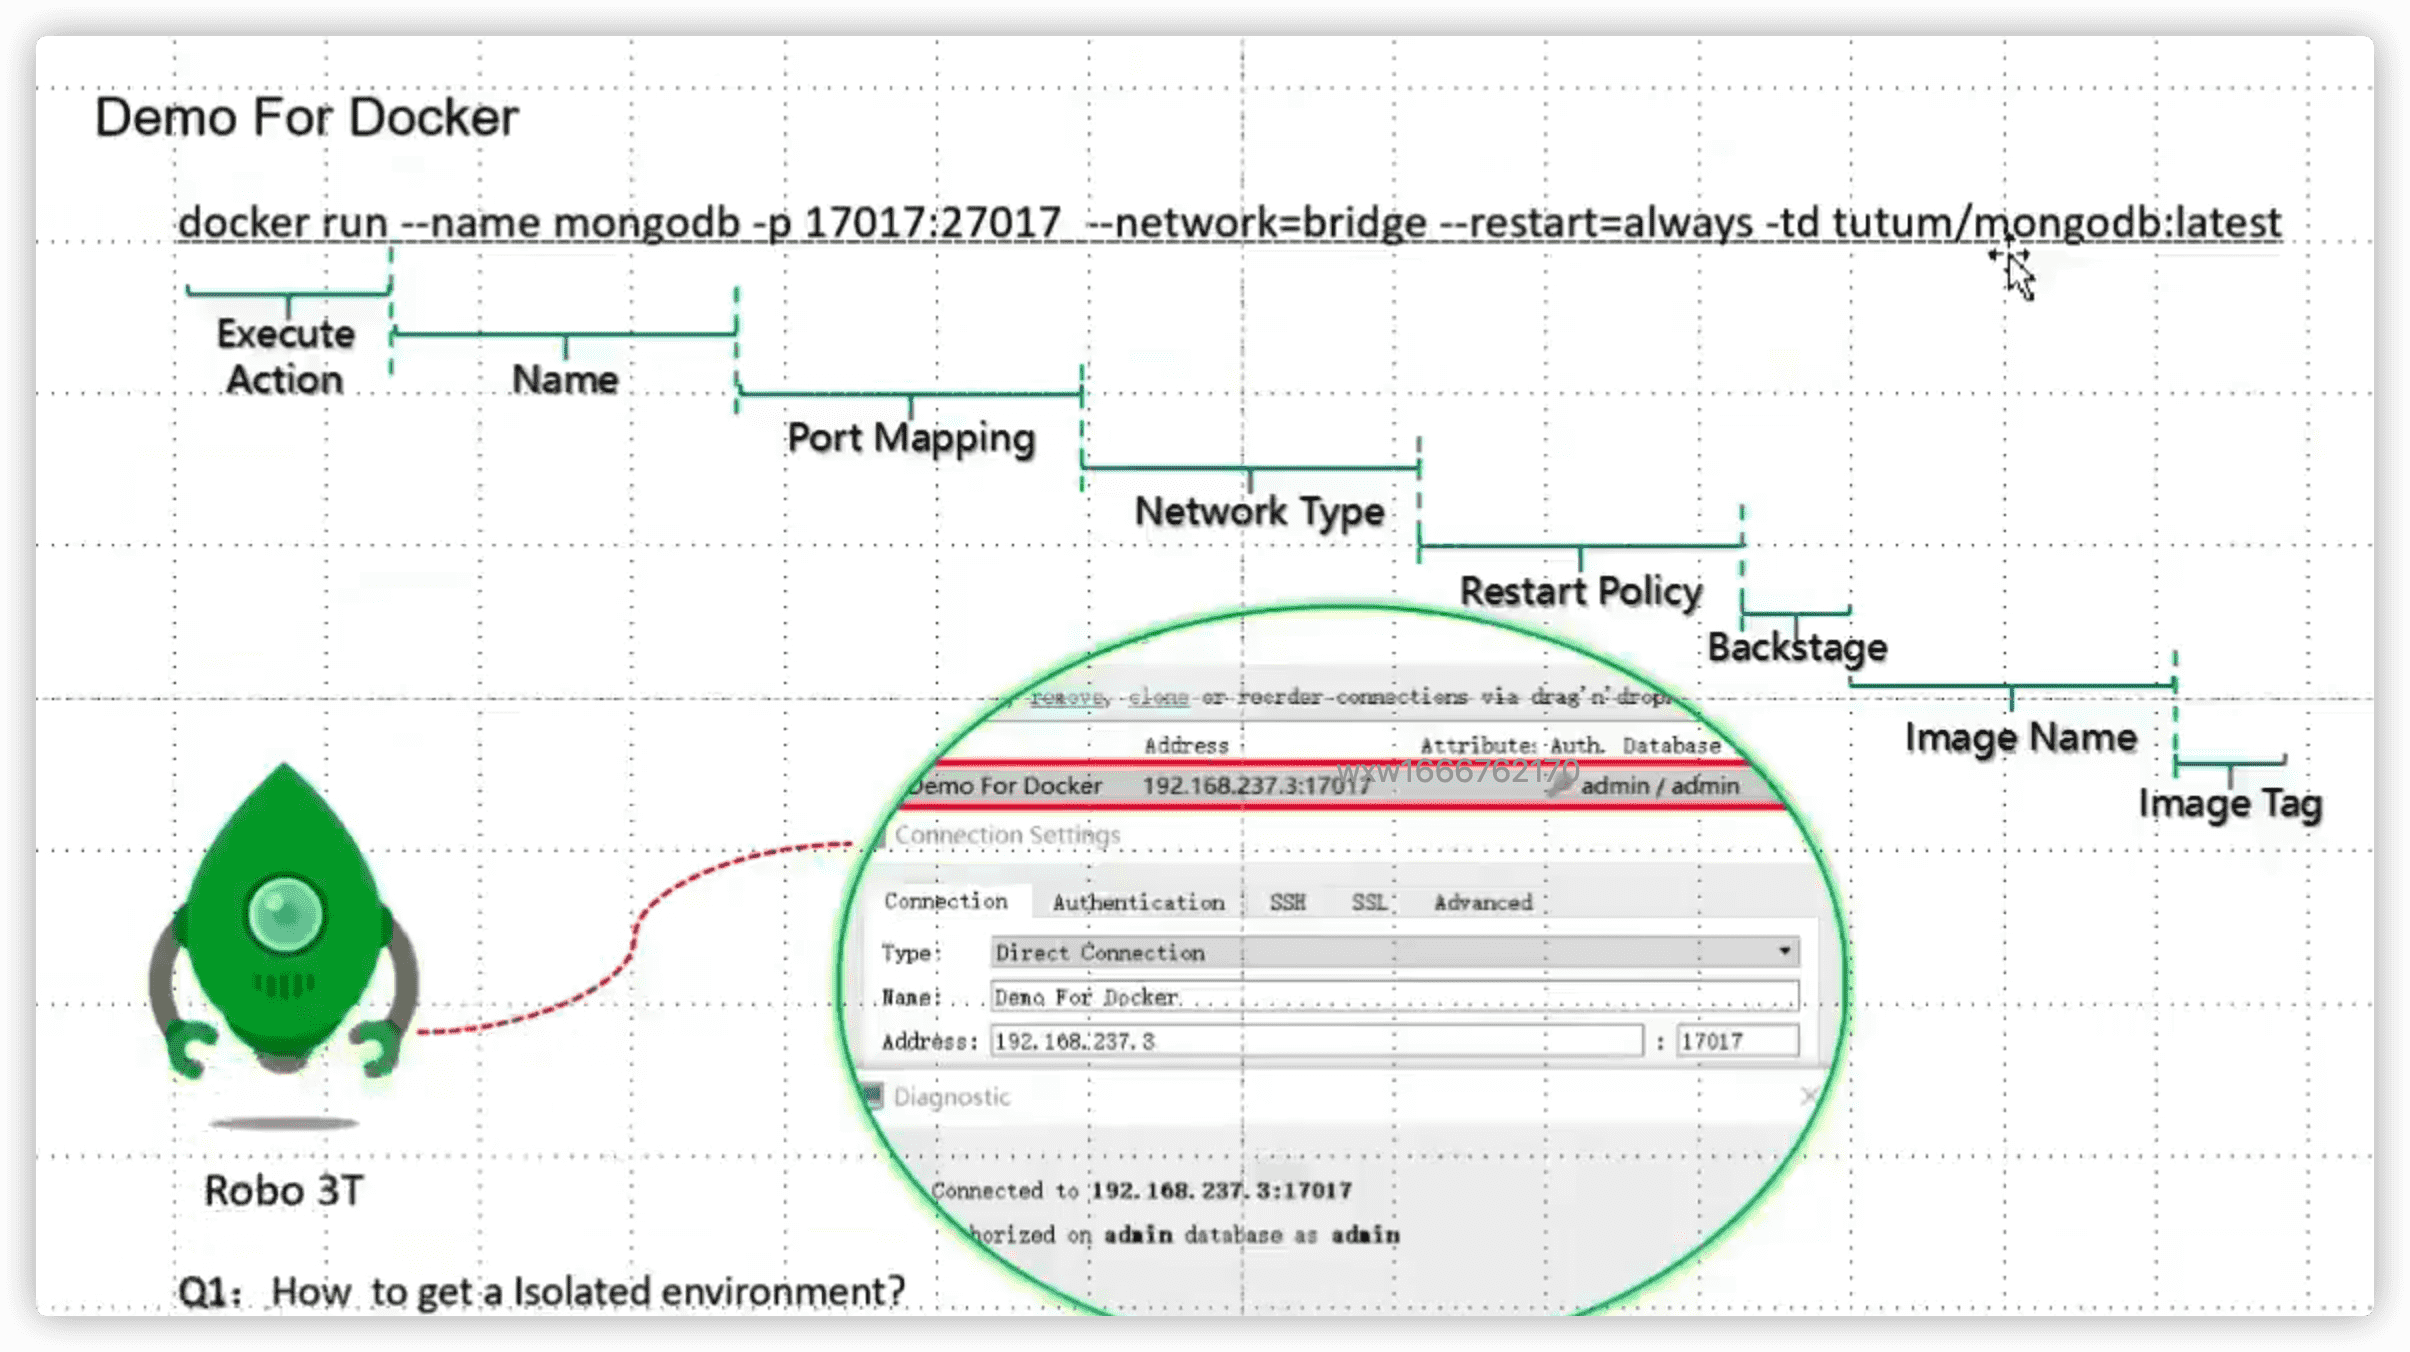 Demo For Docker
docker run --name mongodb -p 17017:27017 --network=bridge --restart=always -td tutum/mongodb:latest
Execute
Action
Name
Port Mapping
Network Type
Restart Policy
Backstage
Image Name
Image Tag
remove, clone or reorder connections via drag'n'drop.
Address Attribute: Auth. Database
wxw1666762170
Demo For Docker 192.168.237.3:17017 admin / admin
Connection Settings
Connection Authentication SSH SSL Advanced
Type: Direct Connection
Name: Demo For Docker
Address: 192.168.237.3 : 17017
Diagnostic
Connected to 192.168.237.3:17017
horized on admin database as admin
Robo 3T
Q1: How to get a Isolated environment?